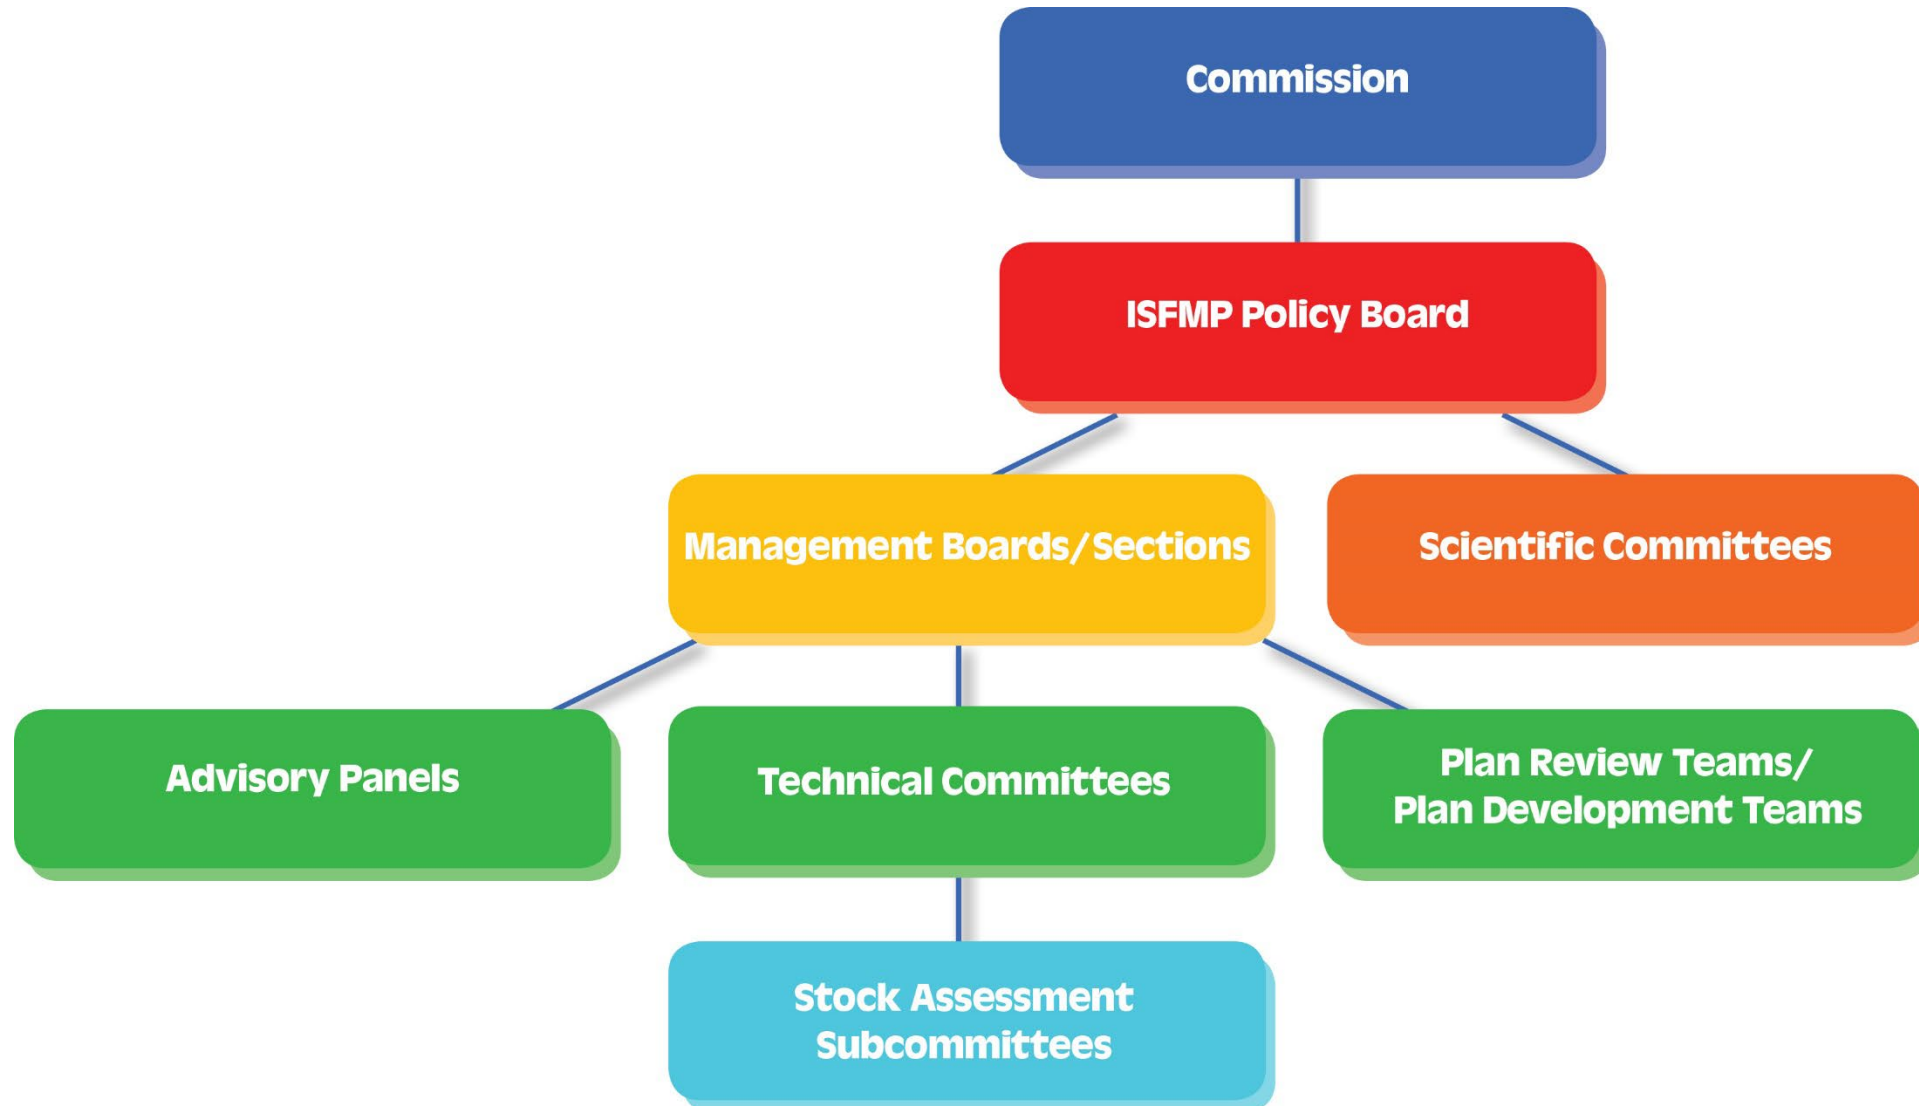 Commission
ISFMP Policy Board
Management Boards/Sections
Scientific Committees
Advisory Panels
Technical Committees
Plan Review Teams/
Plan Development Teams
Stock Assessment
Subcommittees